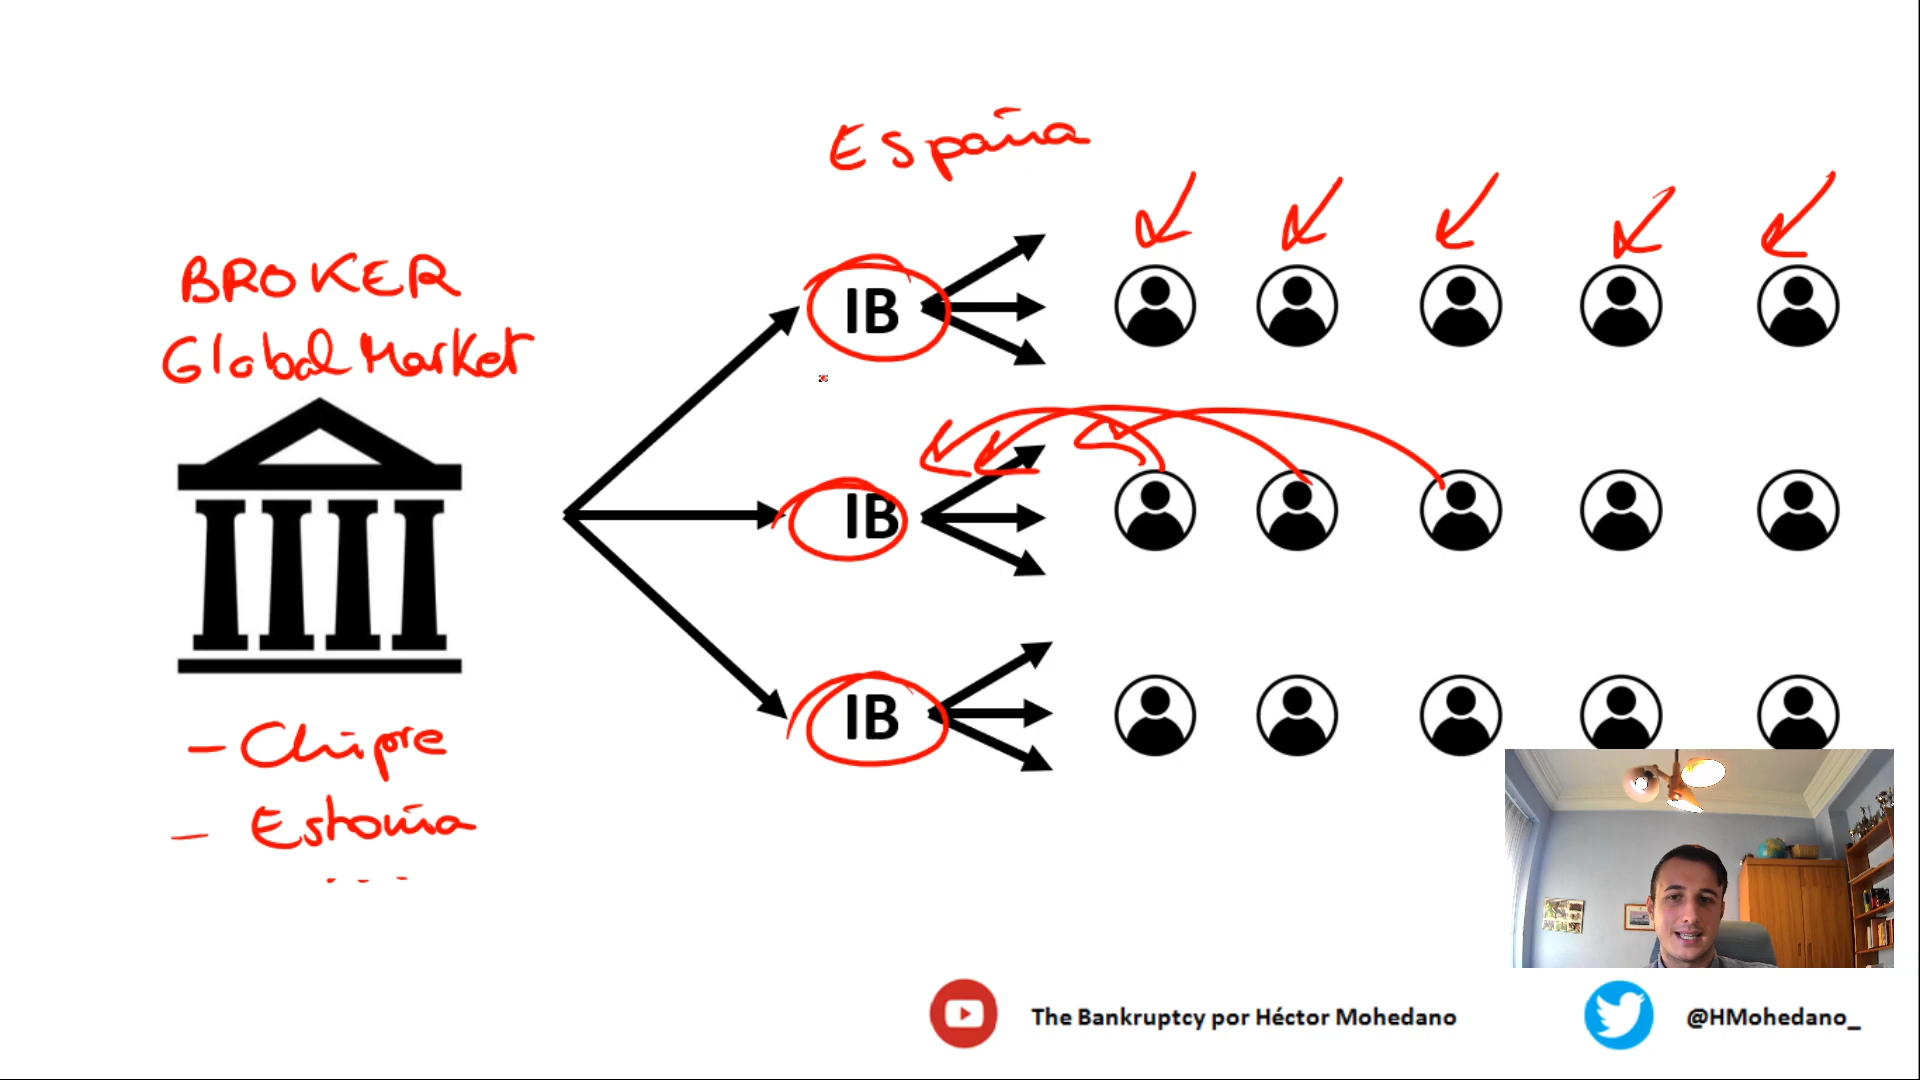 España
BROKER
Global Market
IB
IB
IB
- Chipre
- Estonia
...
The Bankruptcy por Héctor Mohedano
@HMohedano_